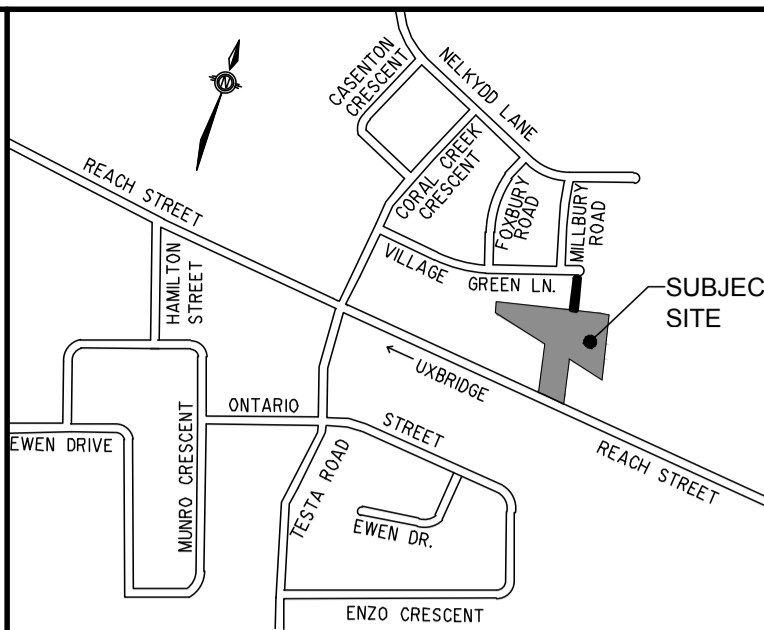 N
CASENTON
CRESCENT
NELKYDD LANE
REACH STREET
CORAL CREEK
CRESCENT
FOXBURY
ROAD
MILLBURY
ROAD
HAMILTON
STREET
VILLAGE
GREEN LN.
SUBJEC
SITE
← UXBRIDGE
ONTARIO
STREET
REACH STREET
EWEN DRIVE
MUNRO CRESCENT
TESTA ROAD
EWEN DR.
ENZO CRESCENT